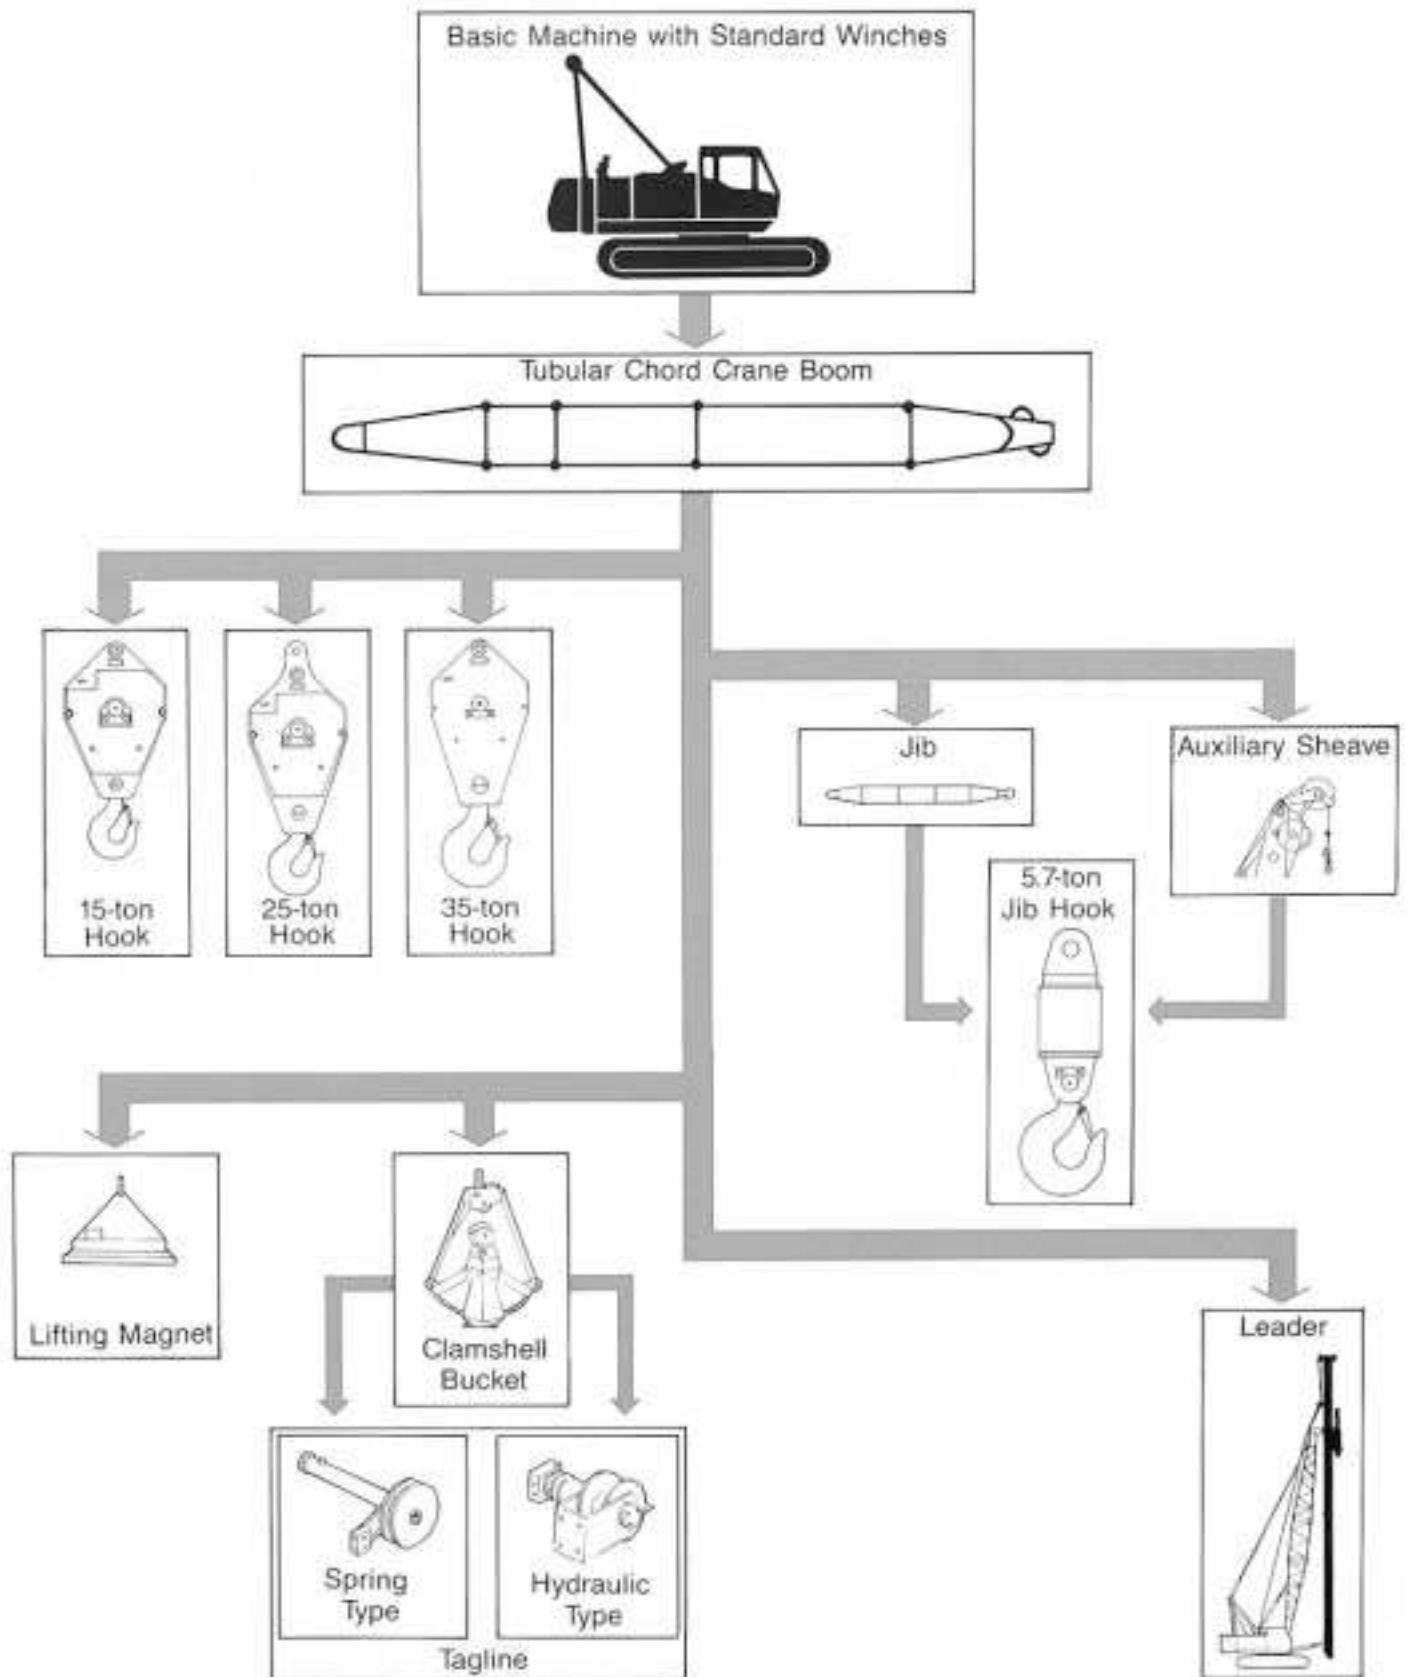 Basic Machine with Standard Winches
Tubular Chord Crane Boom
15-ton
Hook
25-ton
Hook
35-ton
Hook
Jib
Auxiliary Sheave
5.7-ton
Jib Hook
Lifting Magnet
Clamshell
Bucket
Leader
Spring
Type
Hydraulic
Type
Tagline